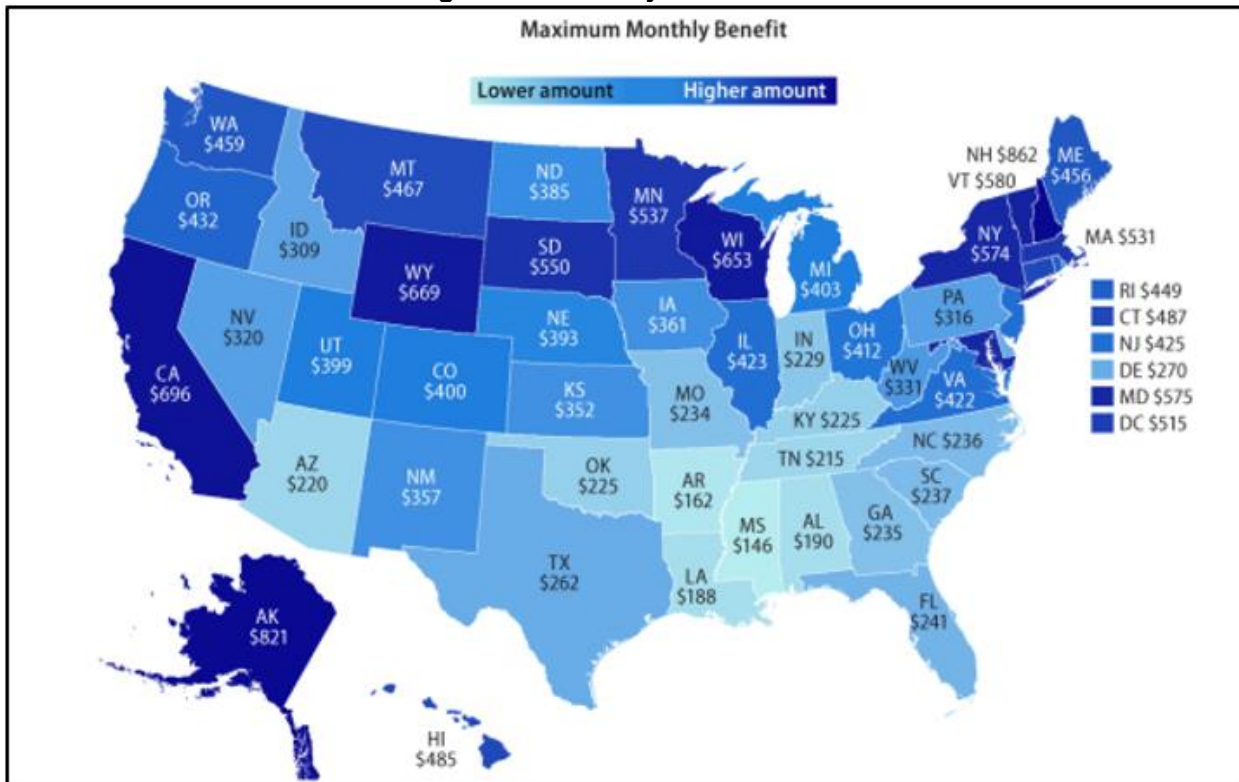 Maximum Monthly Benefit
Lower amount Higher amount
WA
$459
MT
$467
ND
$385
MN
$537
NH $862
VT $580
ME
$456
OR
$432
ID
$309
SD
$550
WI
$653
NY
$574
MA $531
WY
$669
MI
$403
RI $449
CT $487
NJ $425
DE $270
MD $575
DC $515
NV
$320
UT
$399
CO
$400
NE
$393
IA
$361
IL
$423
IN
$229
OH
$412
PA
$316
CA
$696
KS
$352
MO
$234
WV
$331
VA
$422
KY $225
NC $236
TN $215
AZ
$220
NM
$357
OK
$225
AR
$162
SC
$237
MS
$146
AL
$190
GA
$235
TX
$262
LA
$188
FL
$241
AK
$821
HI
$485